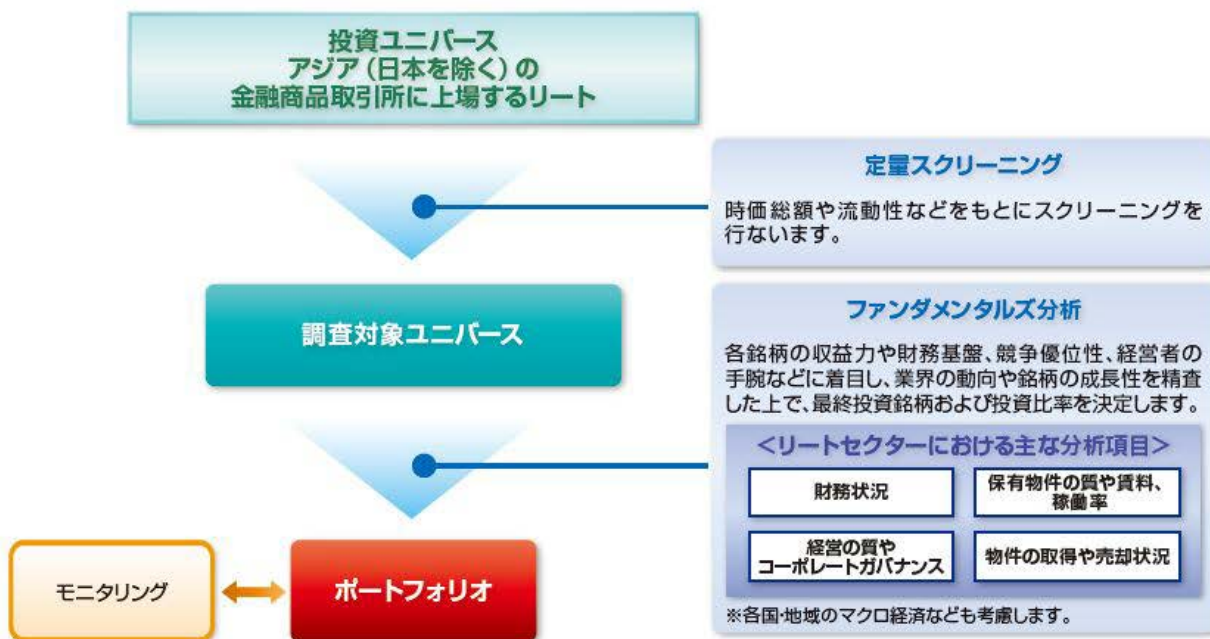 投資ユニバース
アジア（日本を除く）の
金融商品取引所に上場するリート
定量スクリーニング
時価総額や流動性などをもとにスクリーニングを
行ないます。
調査対象ユニバース
ファンダメンタルズ分析
各銘柄の収益力や財務基盤、競争優位性、経営者の
手腕などに着目し、業界の動向や銘柄の成長性を精査
した上で、最終投資銘柄および投資比率を決定します。
＜リートセクターにおける主な分析項目＞
財務状況
保有物件の質や賃料、
稼働率
経営の質や
コーポレートガバナンス
物件の取得や売却状況
※各国・地域のマクロ経済なども考慮します。
モニタリング
ポートフォリオ